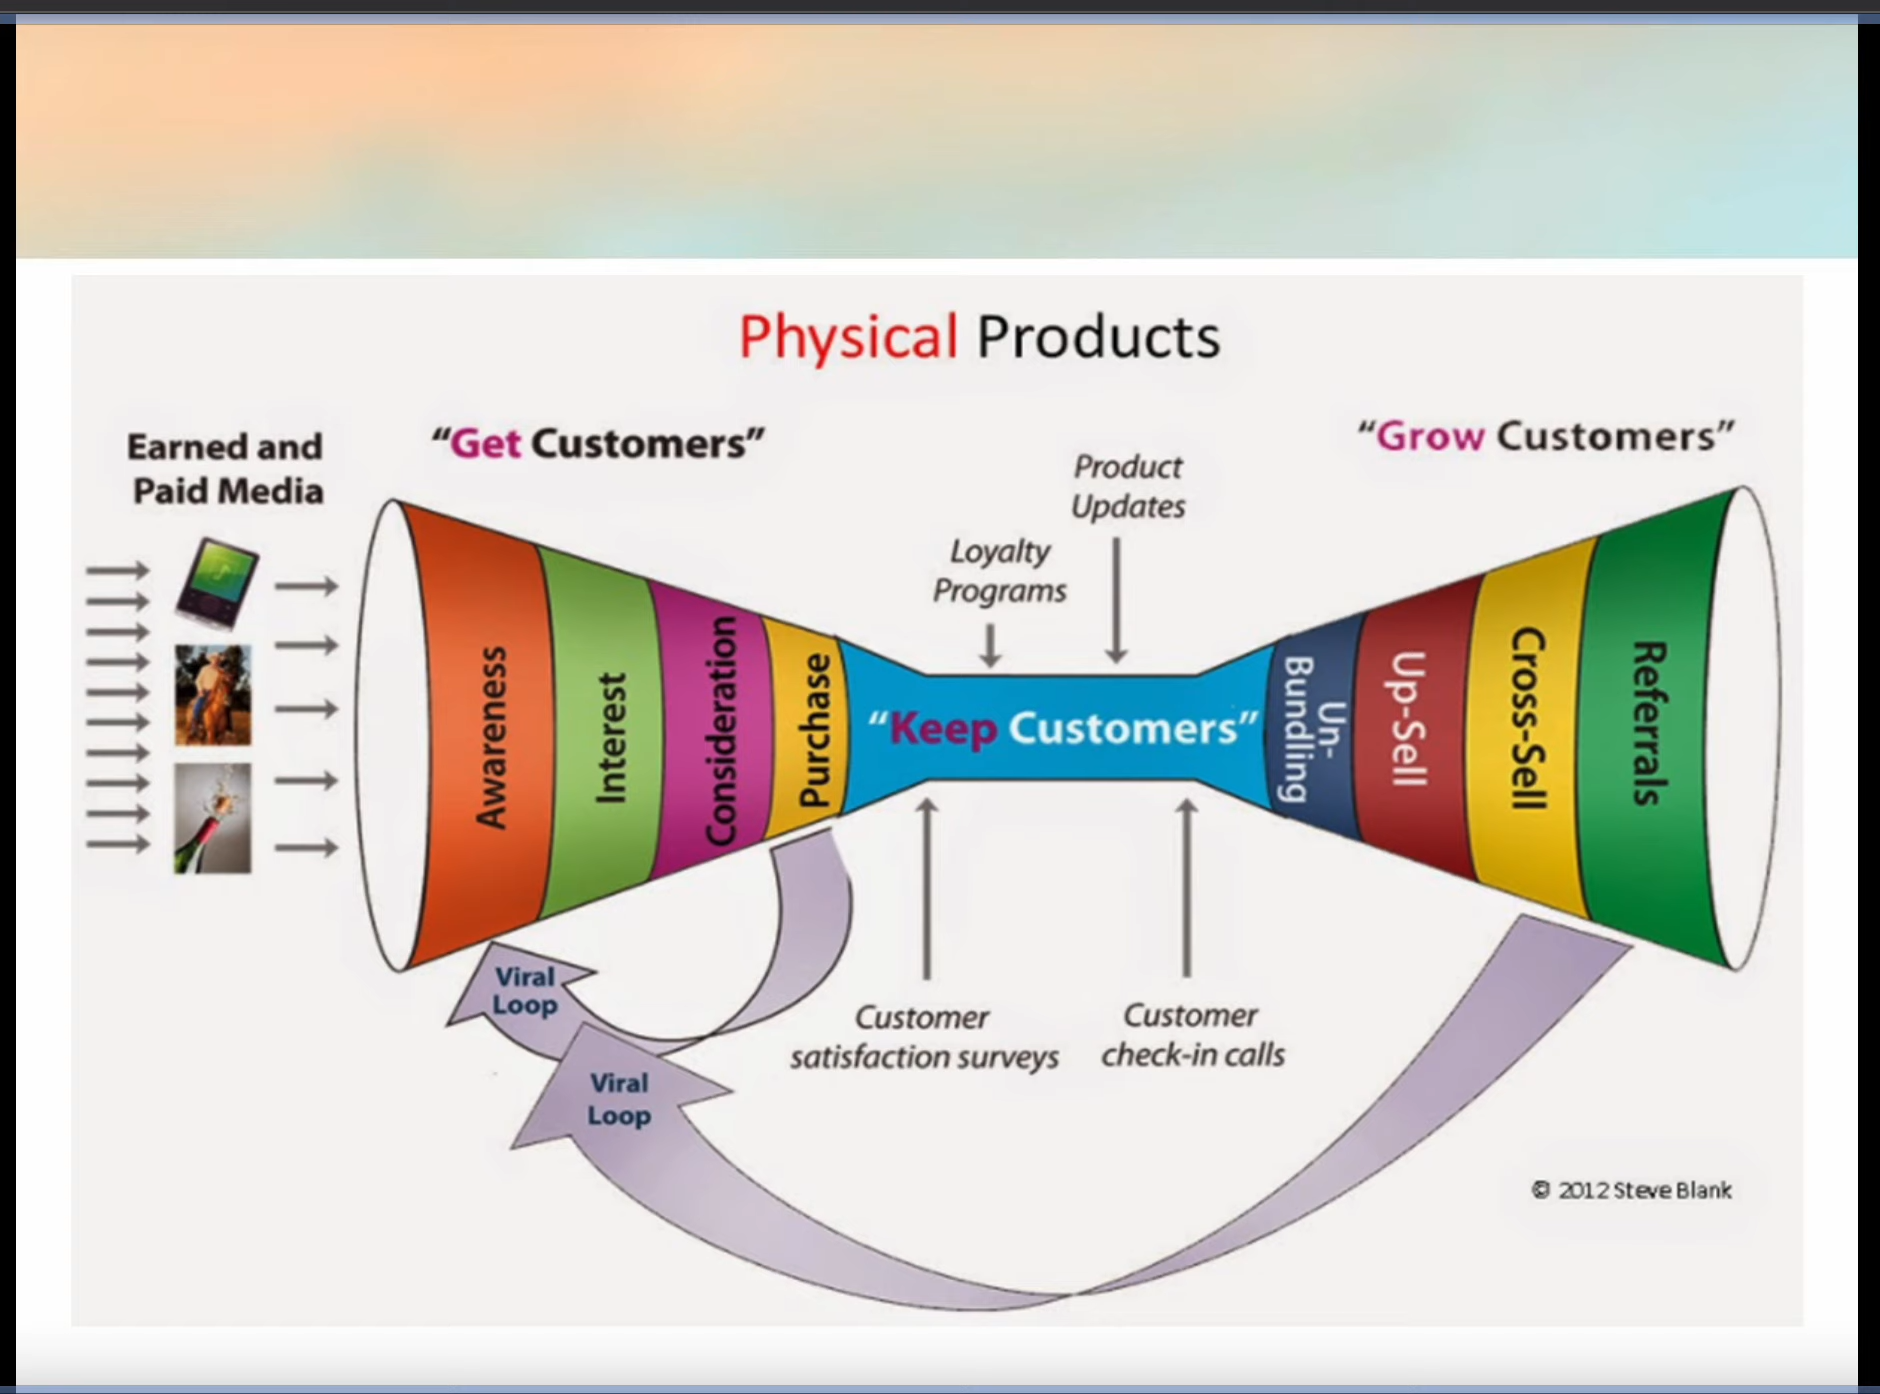 Physical Products
Earned and
Paid Media
“Get Customers”
“Grow Customers”
Product
Updates
Loyalty
Programs
Awareness
Interest
Consideration
Purchase
“Keep Customers”
Un-
Bundling
Up-Sell
Cross-Sell
Referrals
Viral
Loop
Viral
Loop
Customer
satisfaction surveys
Customer
check-in calls
© 2012 Steve Blank